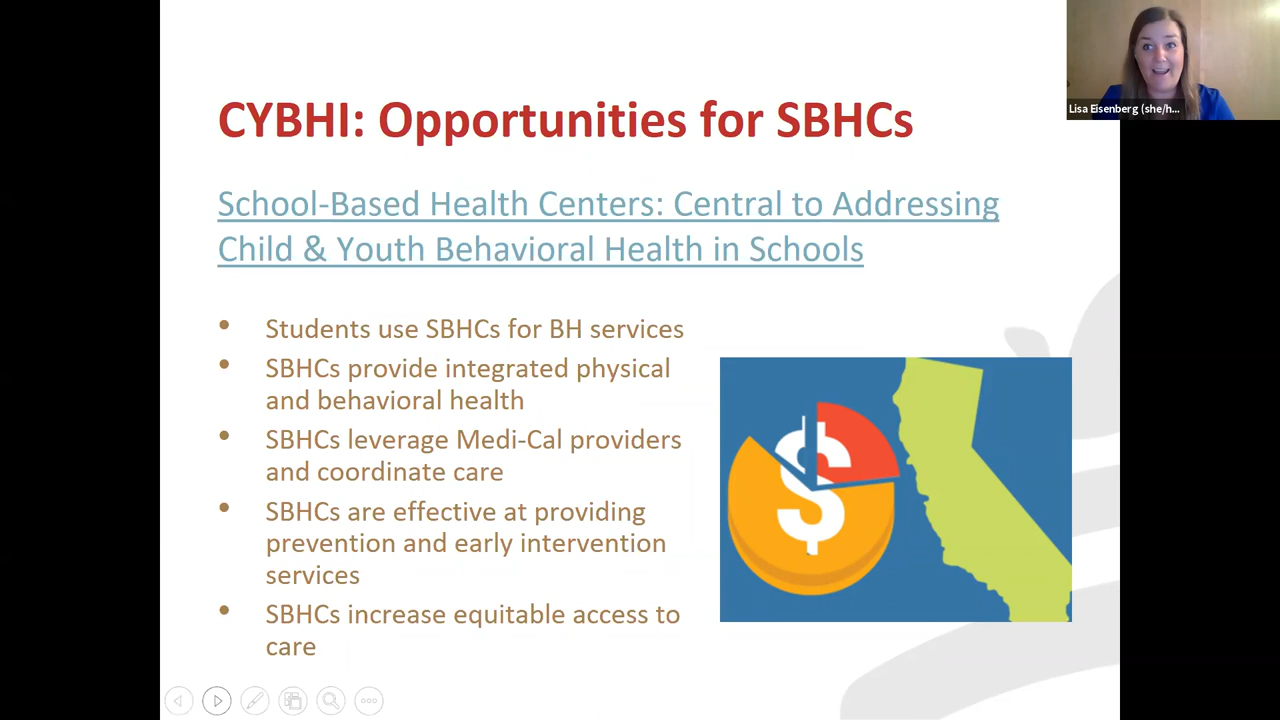 CYBHI: Opportunities for SBHCs
Lisa Eisenberg (she/h...
School-Based Health Centers: Central to Addressing
Child & Youth Behavioral Health in Schools
• Students use SBHCs for BH services
• SBHCs provide integrated physical
and behavioral health
• SBHCs leverage Medi-Cal providers
and coordinate care
• SBHCs are effective at providing
prevention and early intervention
services
• SBHCs increase equitable access to
care
$